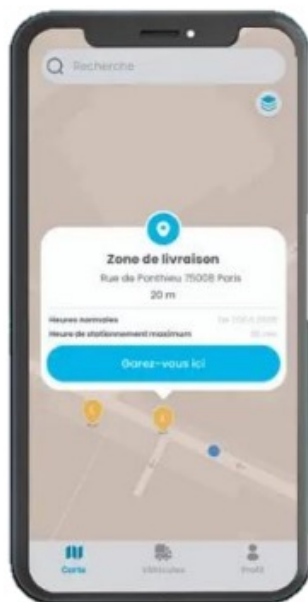 Recherche
Zone de livraison
Rue de Ponthieu 75008 Paris
20 m
Heures normales
Heure de stationnement maximum
Garez-vous ici
Carte
Véhicules
Profil